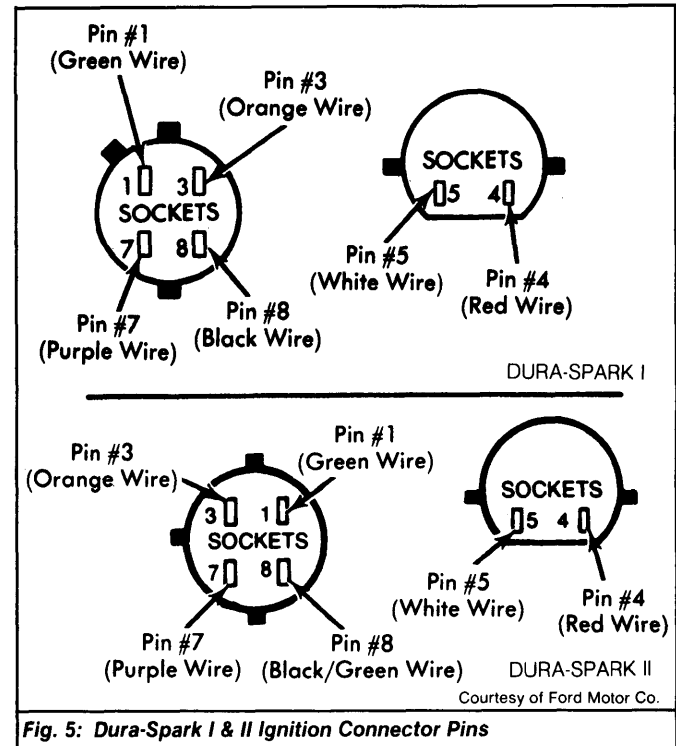 Pin #1
(Green Wire)
Pin #3
(Orange Wire)
1 3
SOCKETS
7 8
Pin #7
(Purple Wire)
Pin #8
(Black Wire)
SOCKETS
5 4
Pin #5
(White Wire)
Pin #4
(Red Wire)
DURA-SPARK I
Pin #3
(Orange Wire)
Pin #1
(Green Wire)
3 1
SOCKETS
7 8
Pin #7
(Purple Wire)
Pin #8
(Black/Green Wire)
SOCKETS
5 4
Pin #5
(White Wire)
Pin #4
(Red Wire)
DURA-SPARK II
Courtesy of Ford Motor Co.
Fig. 5: Dura-Spark I & II Ignition Connector Pins